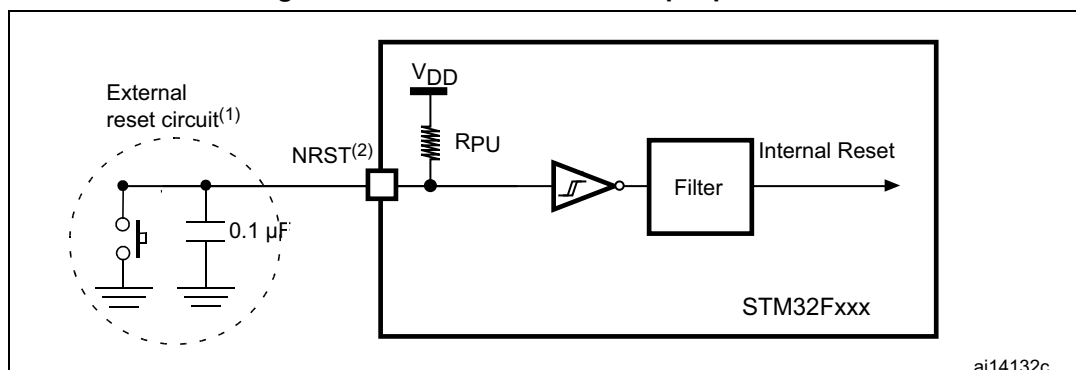 External
reset circuit(1)
NRST(2)
VDD
RPU
0.1 µF
Filter
Internal Reset
STM32Fxxx
ai14132c